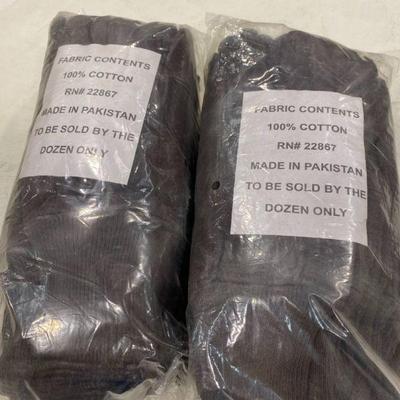 FABRIC CONTENTS
100% COTTON
RN# 22867
MADE IN PAKISTAN
TO BE SOLD BY THE
DOZEN ONLY
FABRIC CONTENTS
100% COTTON
RN# 22867
MADE IN PAKISTAN
TO BE SOLD BY THE
DOZEN ONLY